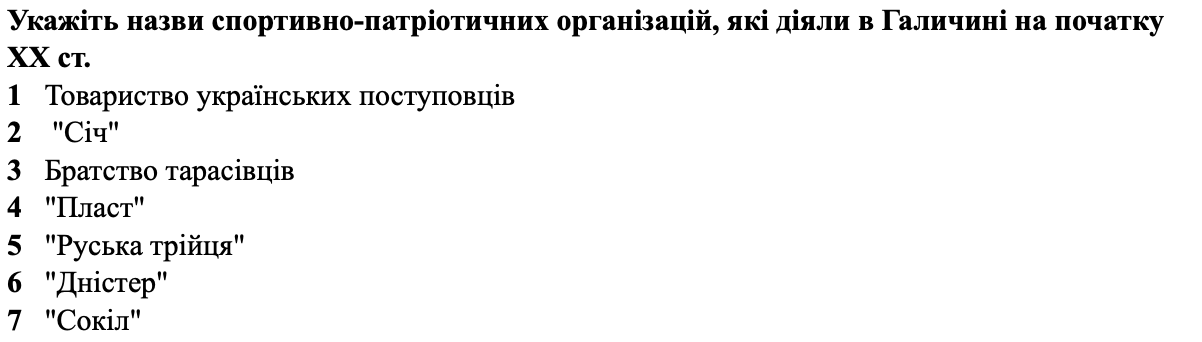 Укажіть назви спортивно-патріотичних організацій, які діяли в Галичині на початку
ХХ ст.
1 Товариство українських поступовців
2 "Січ"
3 Братство тарасівців
4 "Пласт"
5 "Руська трійця"
6 "Дністер"
7 "Сокіл"